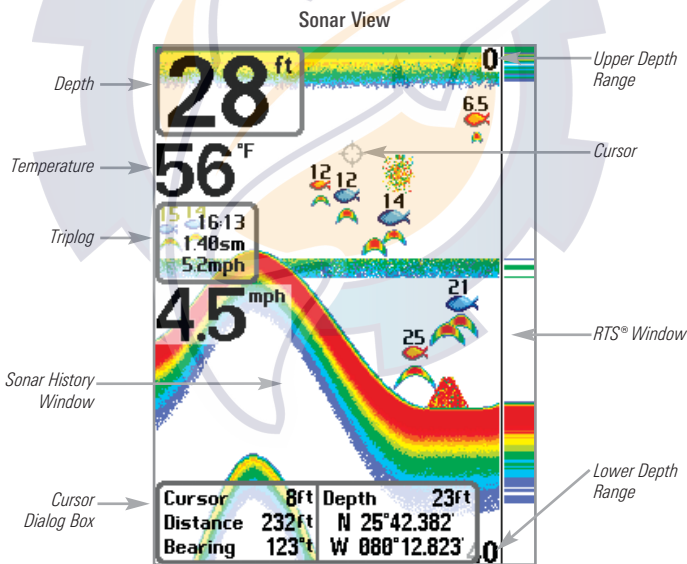 Sonar View
Depth
28 ft
0
Upper Depth
Range
6.5
Cursor
Temperature
56 °F
12
12
14
Triplog
15 14
16:13
1.40sm
5.2mph
4.5 mph
21
25
RTS® Window
Sonar History
Window
Lower Depth
Range
Cursor
Dialog Box
Cursor 8ft
Distance 232ft
Bearing 123°t
Depth 23ft
N 25°42.382'
W 080°12.823'
40